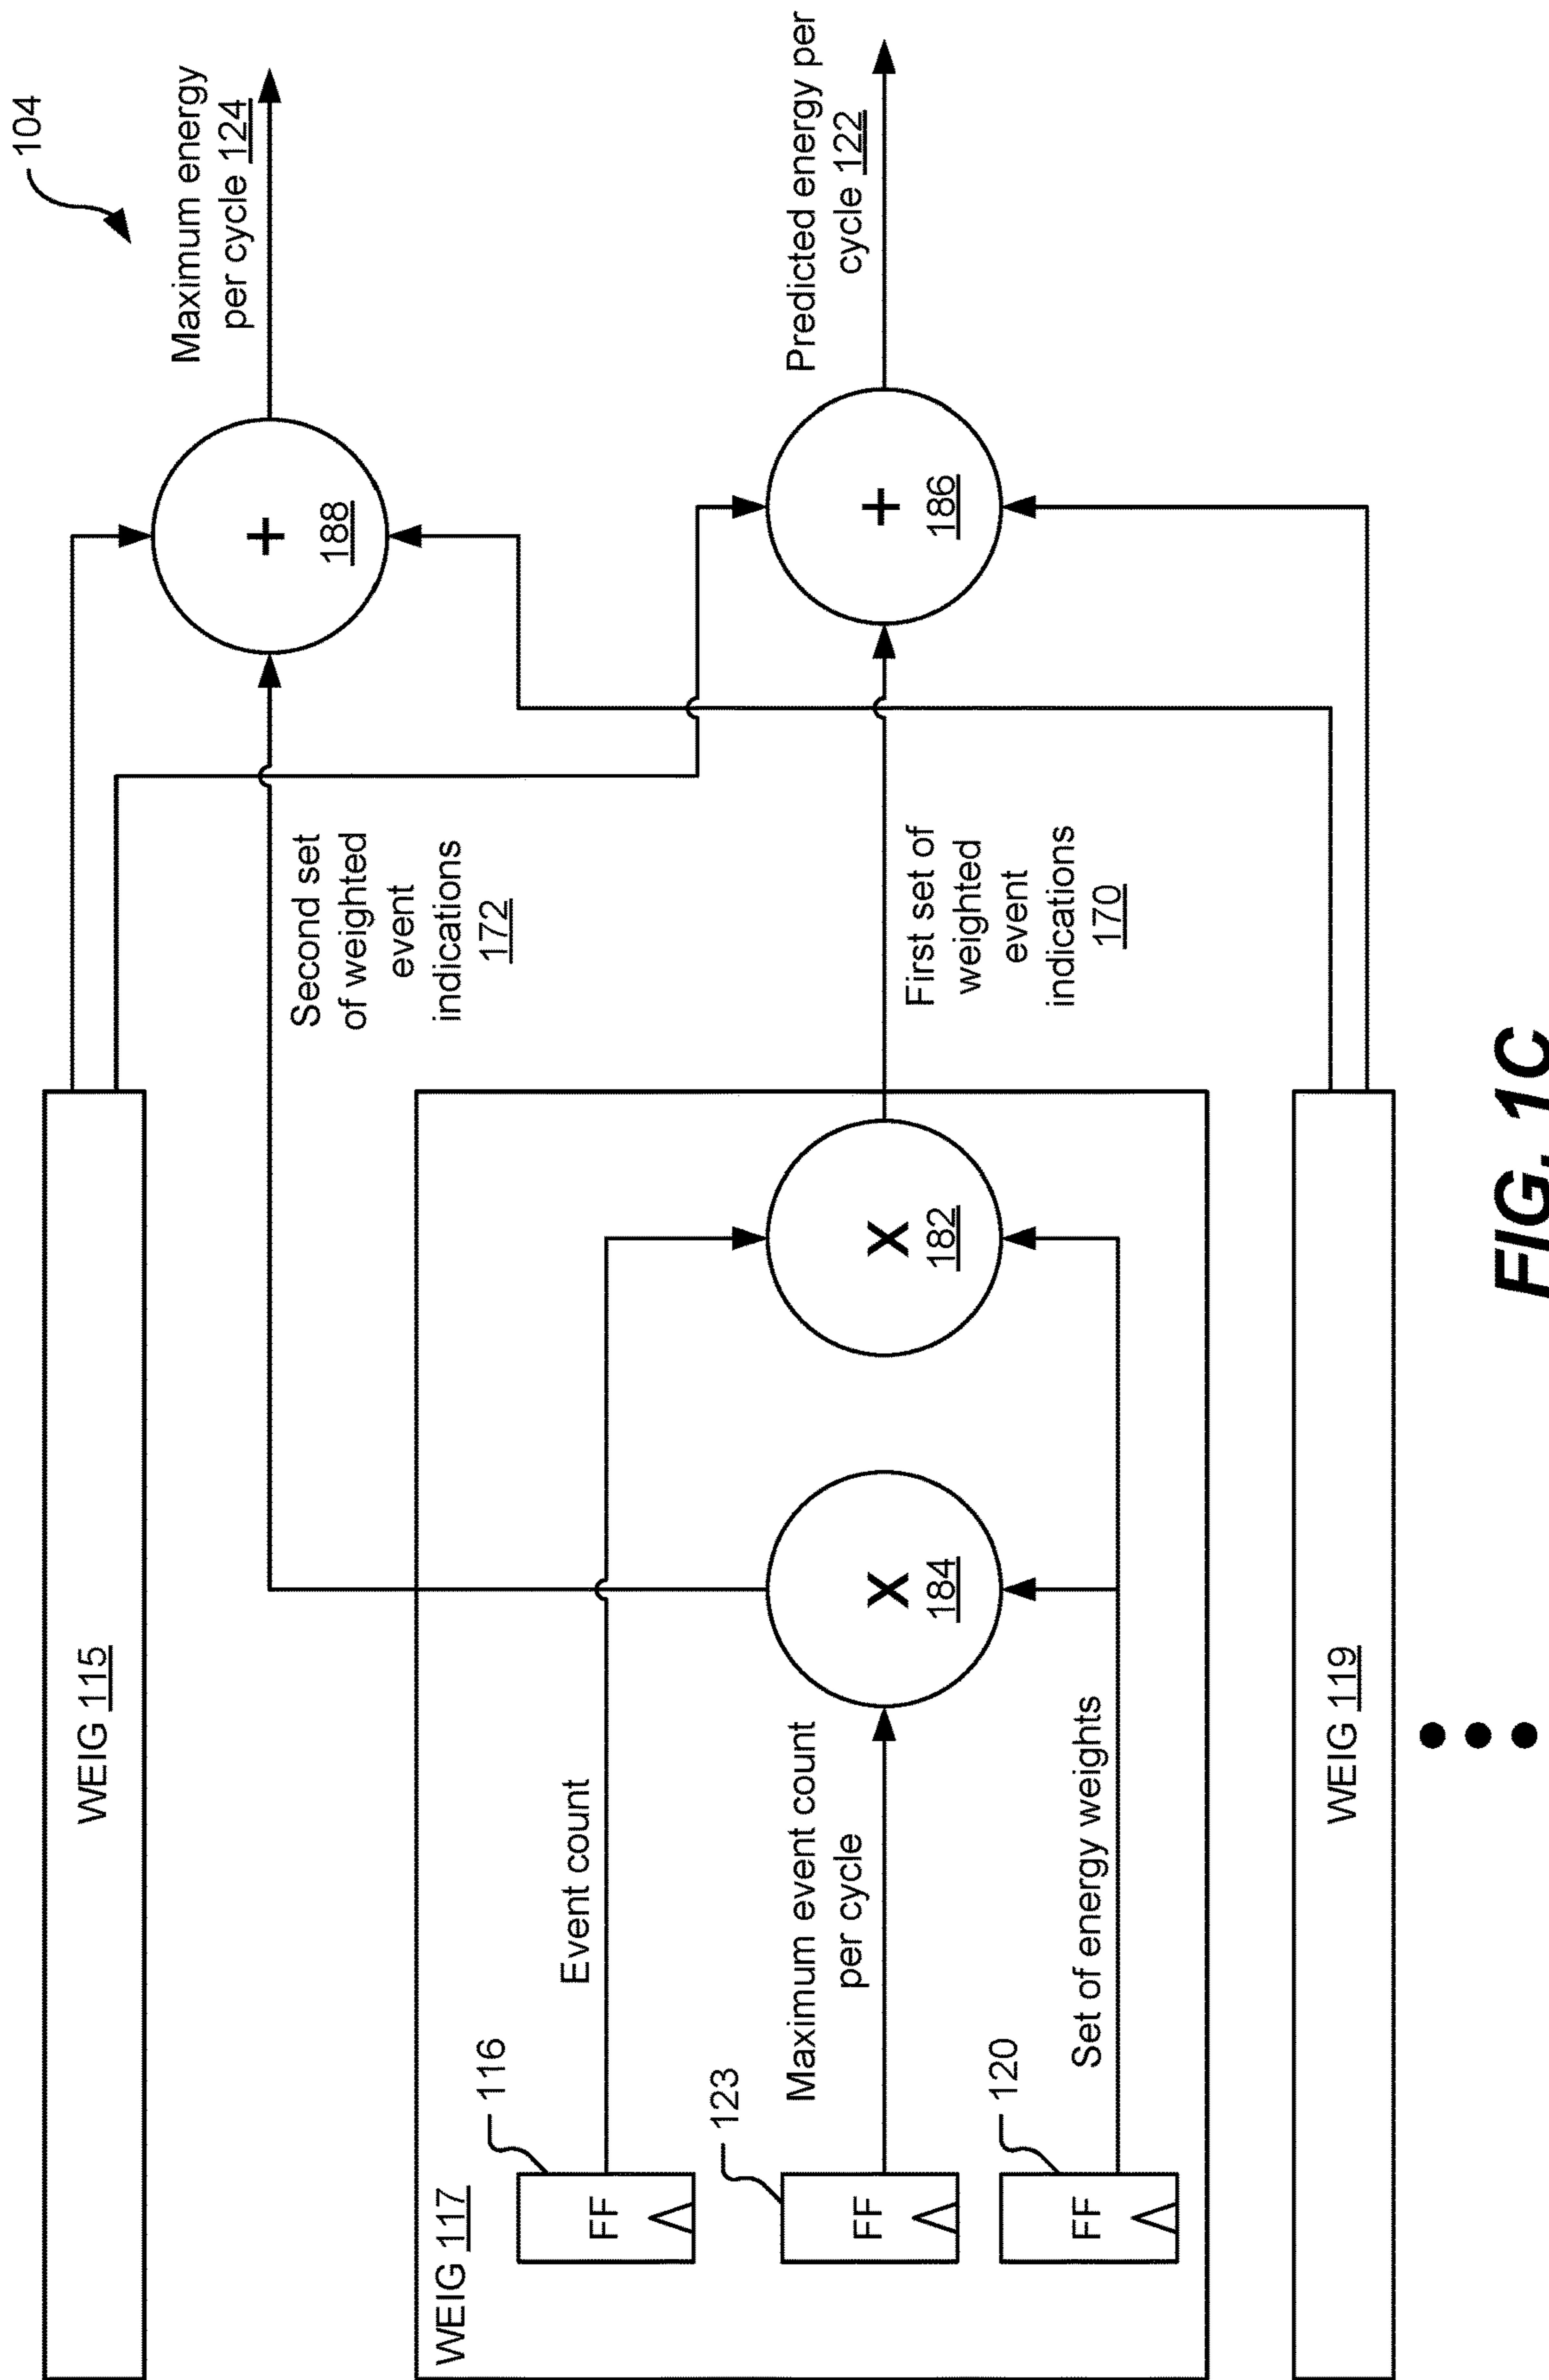 104
Maximum energy
per cycle 124
WEIG 115
+
188
Second set
of weighted
event
indications
172
WEIG 117
116
FF
Event count
123
FF
Maximum event count
per cycle
X
184
X
182
120
FF
Set of energy weights
First set of
weighted
event
indications
170
+
186
Predicted energy per
cycle 122
WEIG 119
FIG. 1C